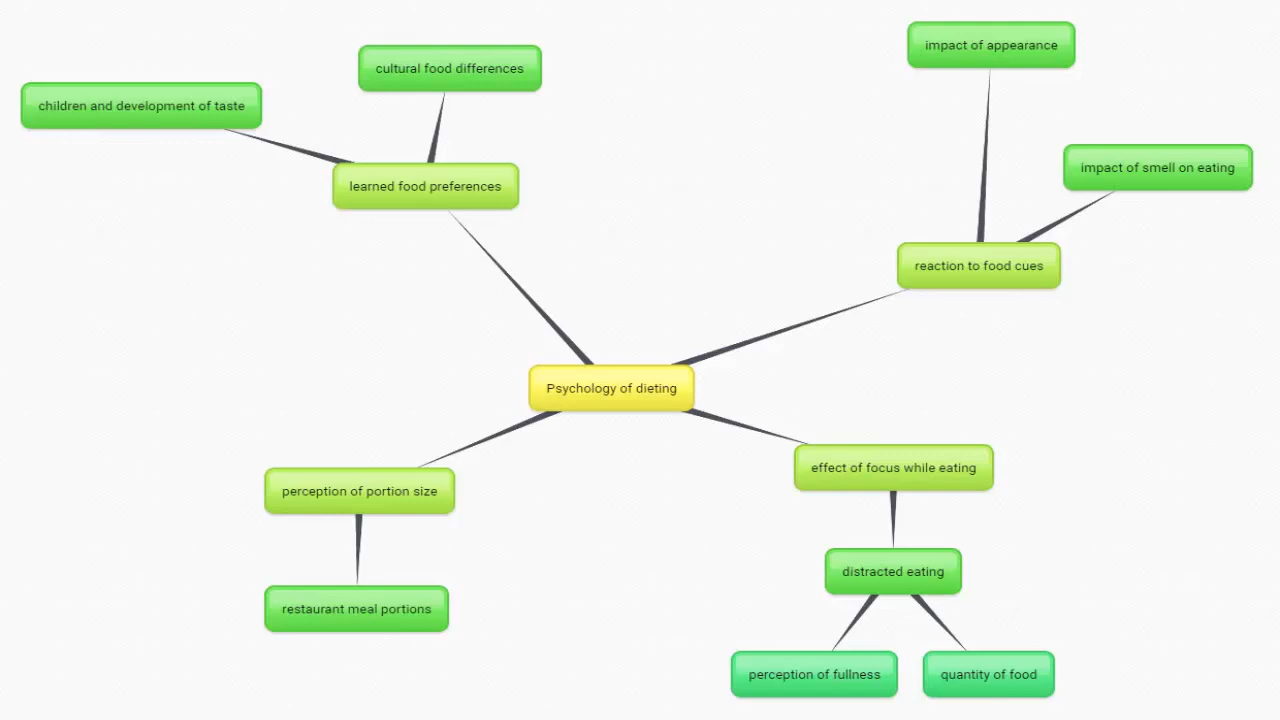 impact of appearance
cultural food differences
children and development of taste
impact of smell on eating
learned food preferences
reaction to food cues
Psychology of dieting
effect of focus while eating
perception of portion size
distracted eating
restaurant meal portions
perception of fullness
quantity of food